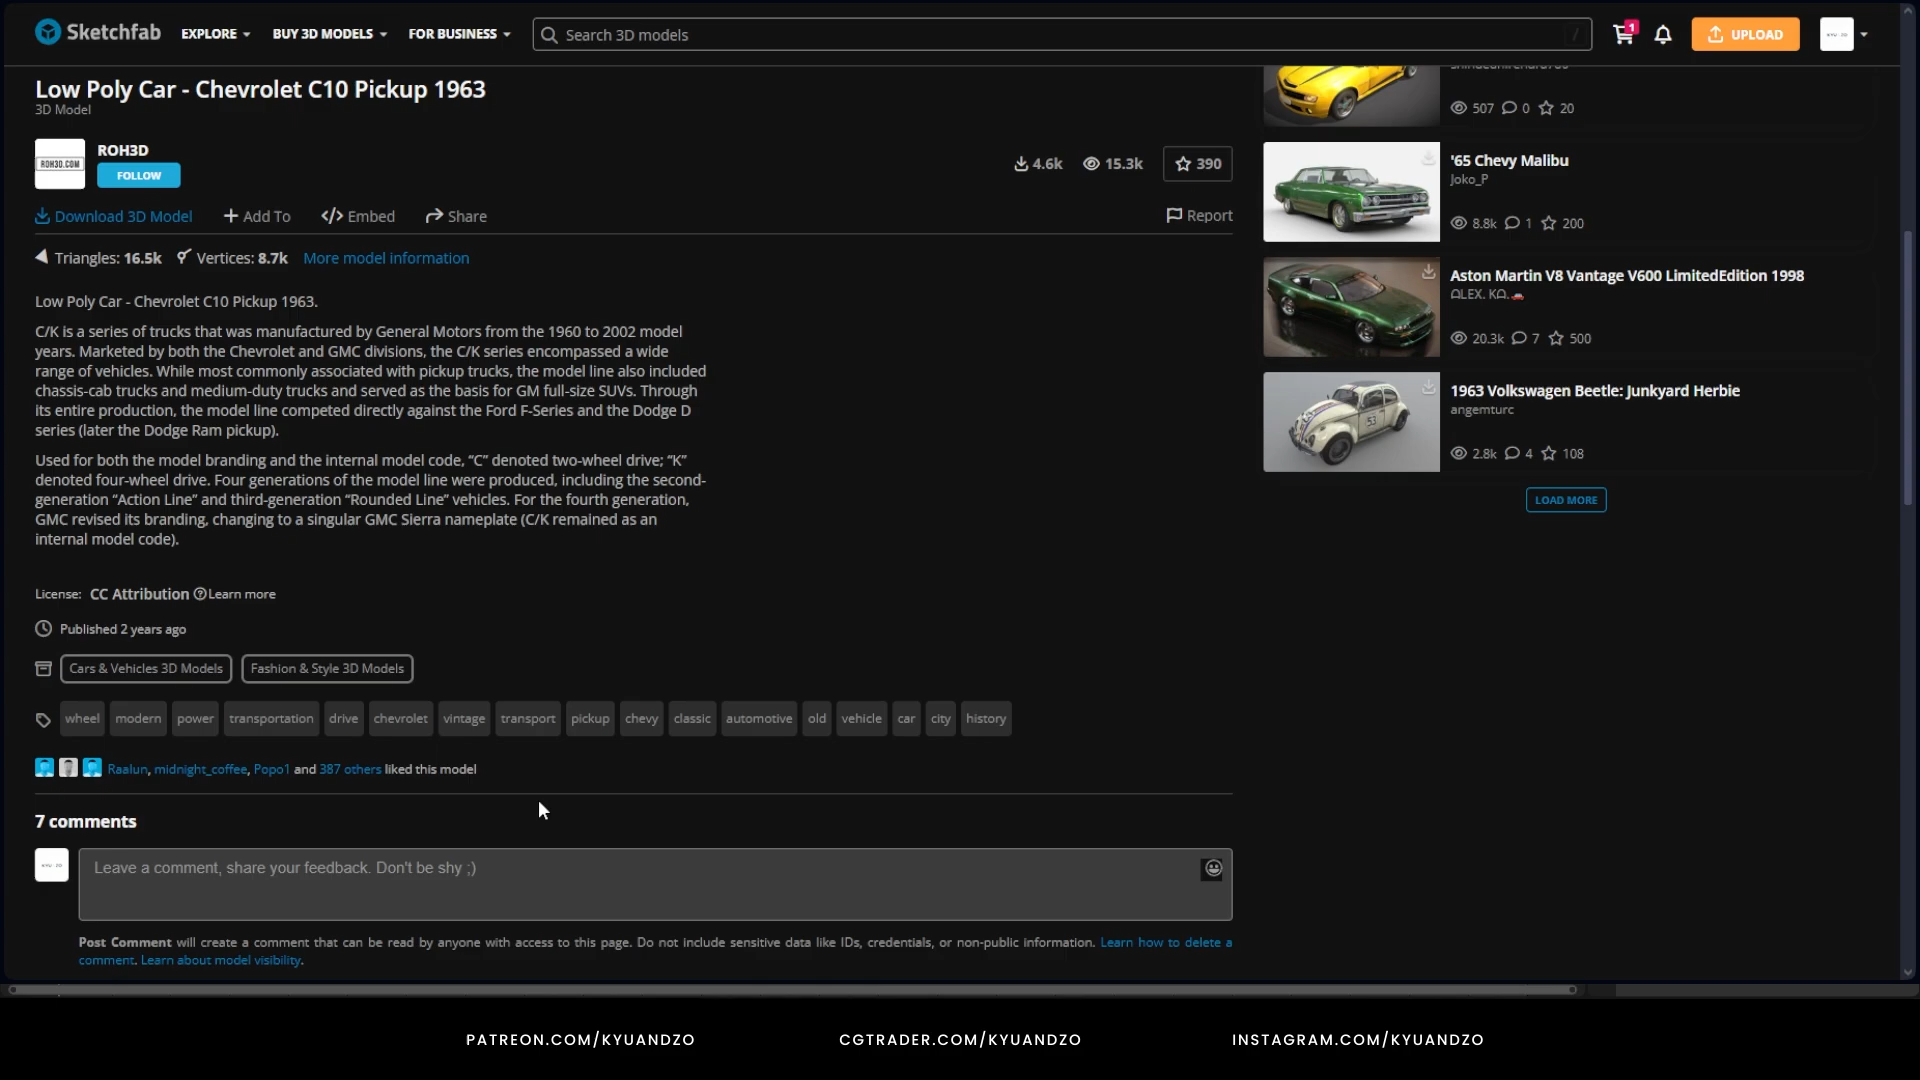 Sketchfab EXPLORE BUY 3D MODELS FOR BUSINESS Search 3D models / 1 UPLOAD
Low Poly Car - Chevrolet C10 Pickup 1963
3D Model
ROH3D.COM
ROH3D
FOLLOW
4.6k 15.3k 390
Download 3D Model Add To Embed Share Report
Triangles: 16.5k Vertices: 8.7k More model information
Low Poly Car - Chevrolet C10 Pickup 1963.
C/K is a series of trucks that was manufactured by General Motors from the 1960 to 2002 model
years. Marketed by both the Chevrolet and GMC divisions, the C/K series encompassed a wide
range of vehicles. While most commonly associated with pickup trucks, the model line also included
chassis-cab trucks and medium-duty trucks and served as the basis for GM full-size SUVs. Through
its entire production, the model line competed directly against the Ford F-Series and the Dodge D
series (later the Dodge Ram pickup).
Used for both the model branding and the internal model code, “C” denoted two-wheel drive; “K”
denoted four-wheel drive. Four generations of the model line were produced, including the second-
generation “Action Line” and third-generation “Rounded Line” vehicles. For the fourth generation,
GMC revised its branding, changing to a singular GMC Sierra nameplate (C/K remained as an
internal model code).
License: CC Attribution Learn more
Published 2 years ago
Cars & Vehicles 3D Models Fashion & Style 3D Models
wheel modern power transportation drive chevrolet vintage transport pickup chevy classic automotive old vehicle car city history
Raalun, midnight_coffee, Popo1 and 387 others liked this model
7 comments
Leave a comment, share your feedback. Don't be shy ;)
Post Comment will create a comment that can be read by anyone with access to this page. Do not include sensitive data like IDs, credentials, or non-public information. Learn how to delete a
comment. Learn about model visibility.
507 0 20
'65 Chevy Malibu
Joko_P
8.8k 1 200
Aston Martin V8 Vantage V600 LimitedEdition 1998
ᗩLEX. Kᗩ.🚗
20.3k 7 500
1963 Volkswagen Beetle: Junkyard Herbie
angemturc
53
2.8k 4 108
LOAD MORE
PATREON.COM/KYUANDZO CGTRADER.COM/KYUANDZO INSTAGRAM.COM/KYUANDZO